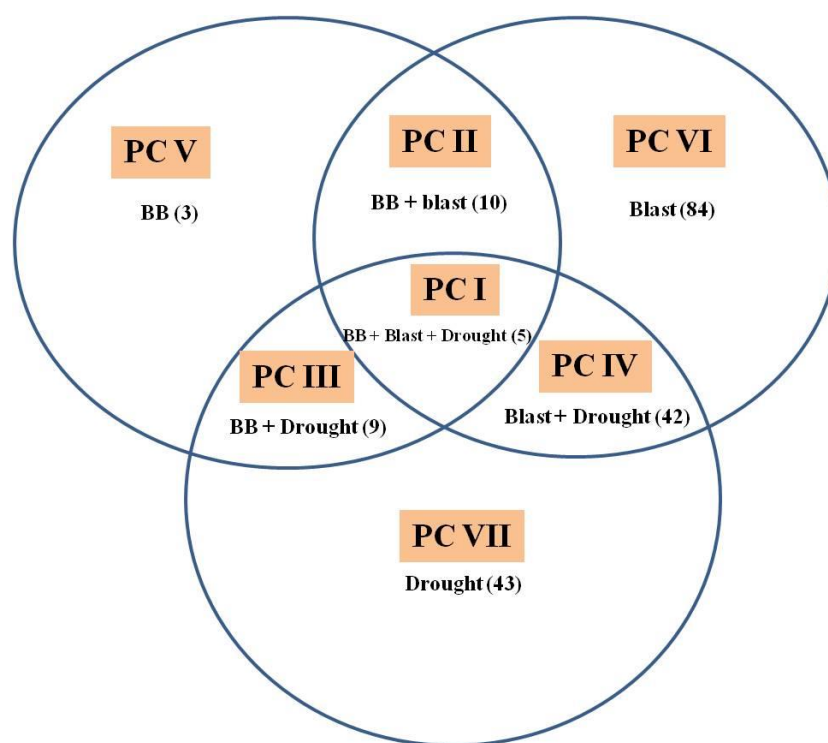 PC V
BB (3)
PC II
BB + blast (10)
PC VI
Blast (84)
PC I
BB + Blast + Drought (5)
PC III
BB + Drought (9)
PC IV
Blast + Drought (42)
PC VII
Drought (43)